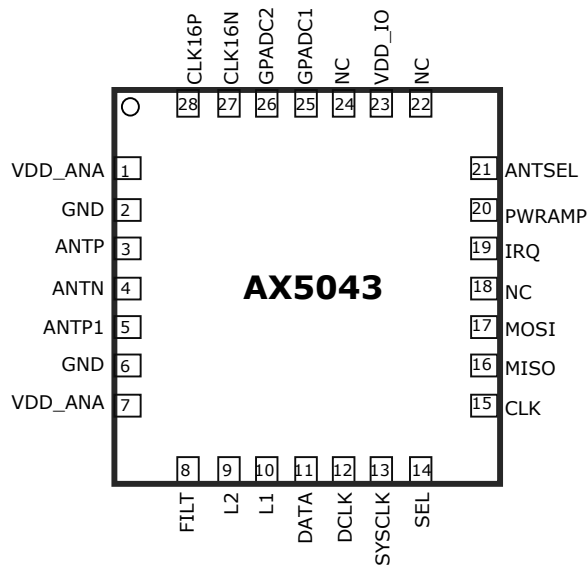 CLK16P
CLK16N
GPADC2
GPADC1
NC
VDD_IO
NC
28
27
26
25
24
23
22
VDD_ANA 1
GND 2
ANTP 3
ANTN 4
ANTP1 5
GND 6
VDD_ANA 7
AX5043
21 ANTSEL
20 PWRAMP
19 IRQ
18 NC
17 MOSI
16 MISO
15 CLK
8
9
10
11
12
13
14
FILT
L2
L1
DATA
DCLK
SYSCLK
SEL